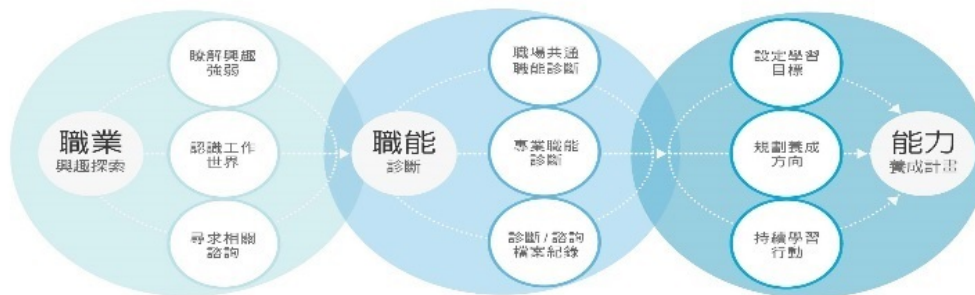 職業
興趣探索
瞭解興趣
強弱
認識工作
世界
尋求相關
諮詢
職能
診斷
職場共通
職能診斷
專業職能
診斷
診斷/諮詢
檔案紀錄
設定學習
目標
規劃養成
方向
持續學習
行動
能力
養成計畫